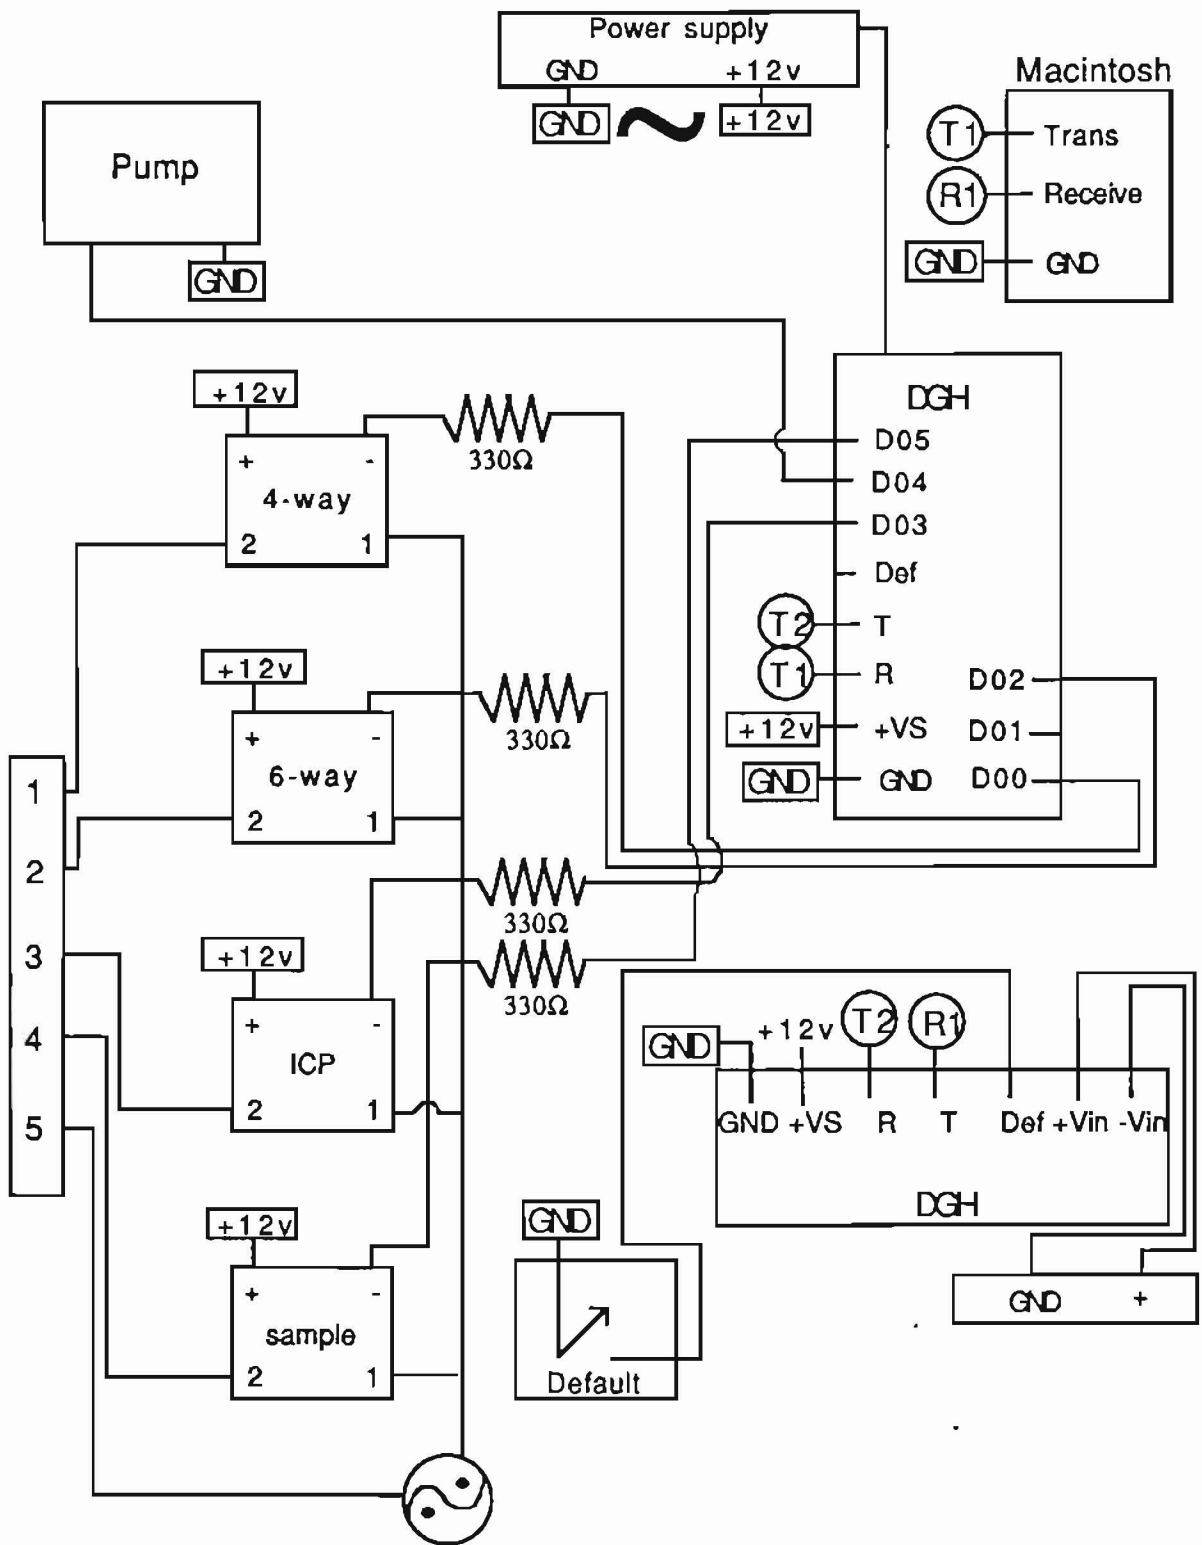 Power supply
GND +12v
GND +12v
Macintosh
T1 Trans
R1 Receive
GND GND
Pump
GND
DGH
D05
D04
D03
Def
T2 T
T1 R
+12v +VS
GND GND
D02
D01
D00
+12v
+ -
4-way
2 1
330Ω
+12v
+ -
6-way
2 1
330Ω
1
2
3
4
5
330Ω
+12v
+ -
ICP
2 1
330Ω
+12v
+ -
sample
2 1
GND
+12v
T2
R1
GND +VS R T Def +Vin -Vin
DGH
GND +
GND
Default